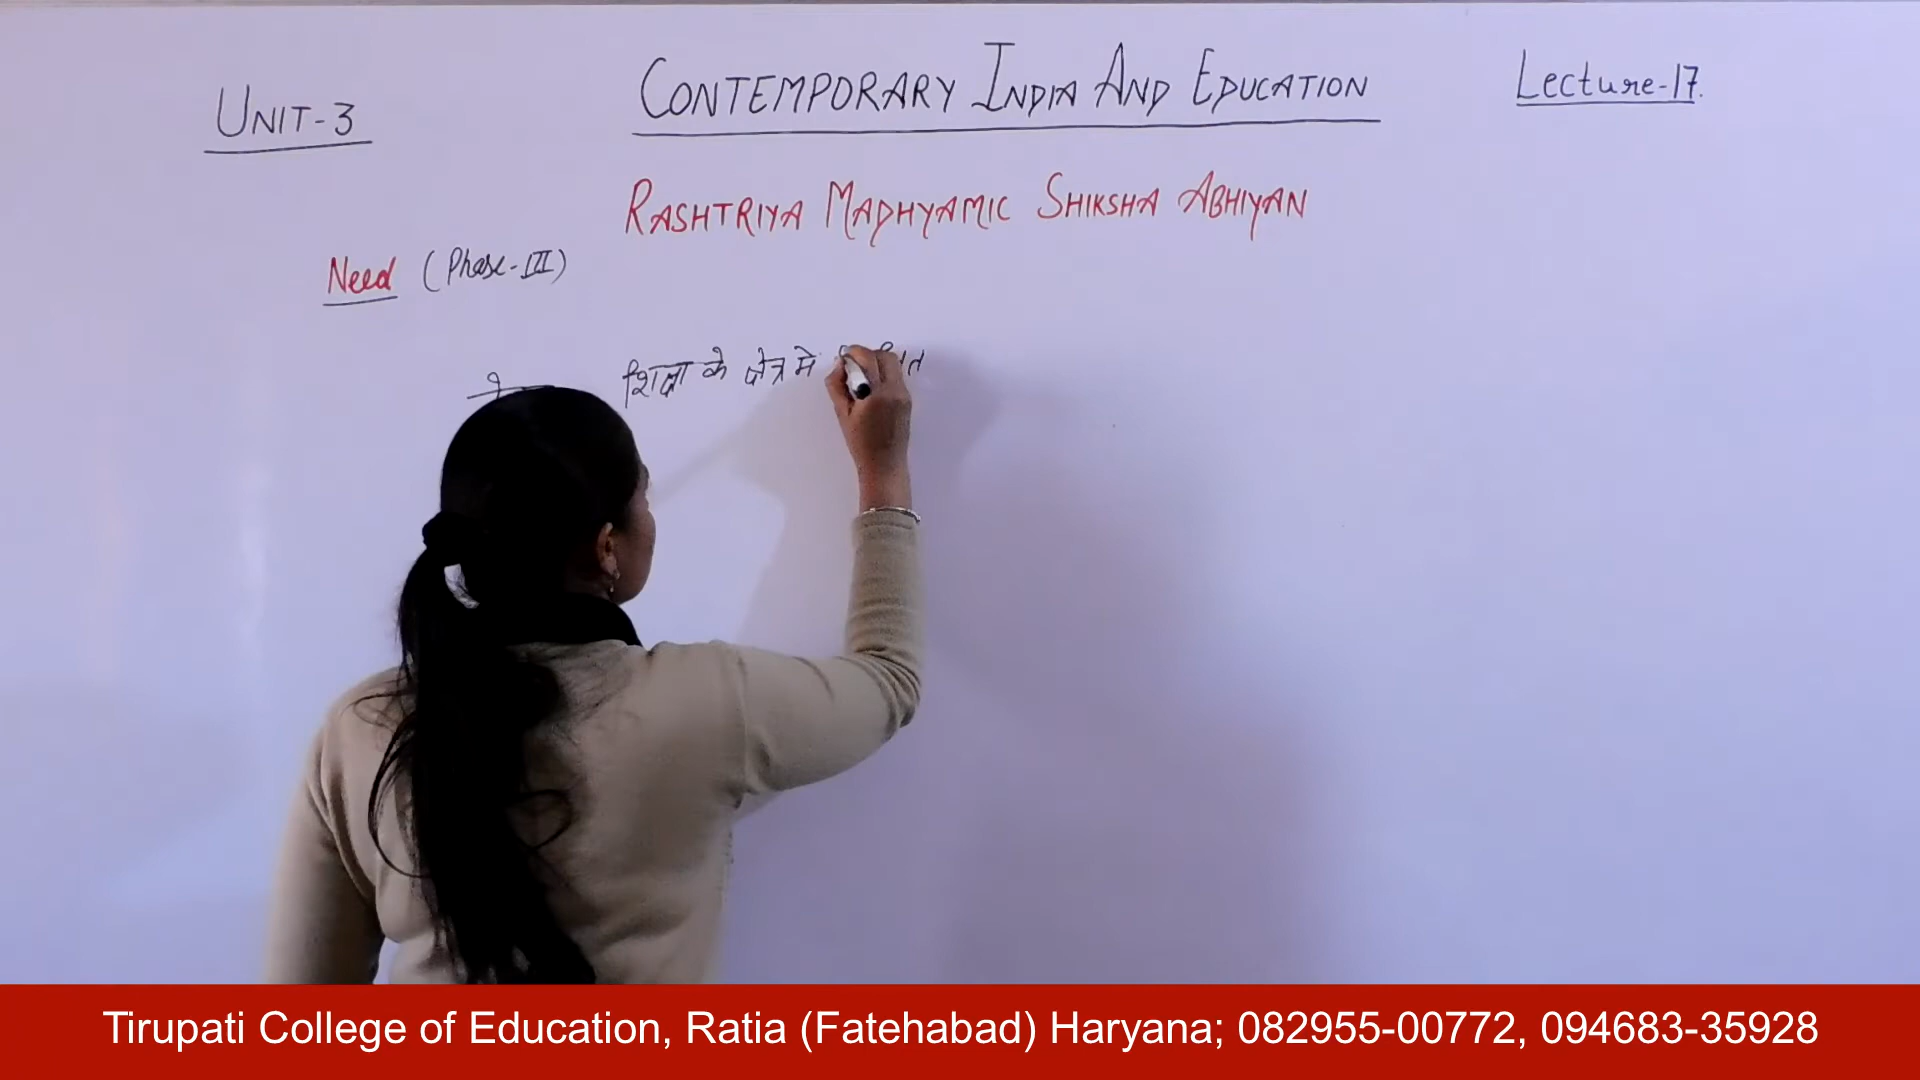 UNIT-3
CONTEMPORARY INDIA AND EDUCATION
Lecture-17.
RASHTRIYA MADHYAMIC SHIKSHA ABHIYAN
Need (Phase-III)
शिक्षा के क्षेत्र में
Tirupati College of Education, Ratia (Fatehabad) Haryana; 082955-00772, 094683-35928